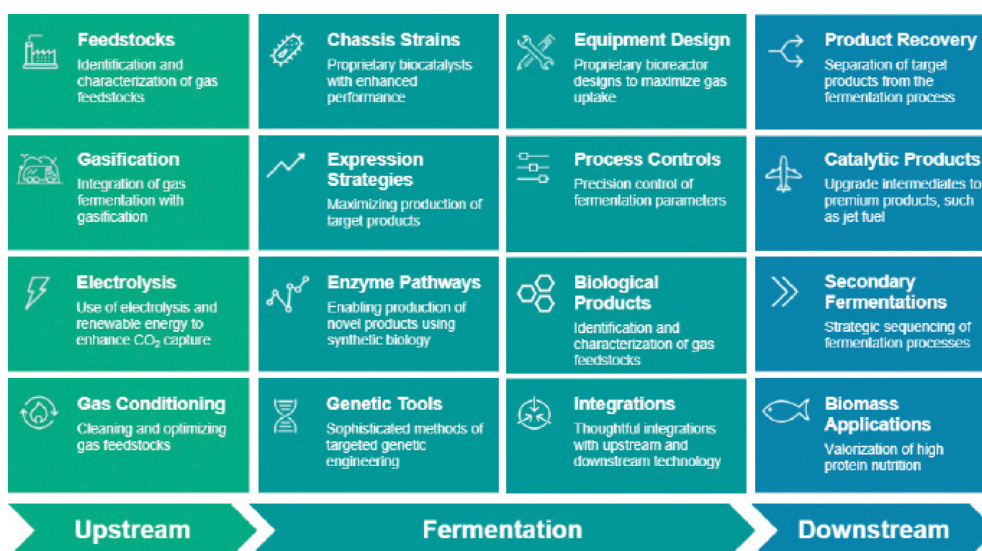 Feedstocks
Identification and
characterization of gas
feedstocks
Chassis Strains
Proprietary biocatalysts
with enhanced
performance
Equipment Design
Proprietary bioreactor
designs to maximize gas
uptake
Product Recovery
Separation of target
products from the
fermentation process
Gasification
Integration of gas
fermentation with
gasification
Expression
Strategies
Maximizing production of
target products
Process Controls
Precision control of
fermentation parameters
Catalytic Products
Upgrade intermediates to
premium products, such
as jet fuel
Electrolysis
Use of electrolysis and
renewable energy to
enhance CO₂ capture
Enzyme Pathways
Enabling production of
novel products using
synthetic biology
Biological
Products
Identification and
characterization of gas
feedstocks
Secondary
Fermentations
Strategic sequencing of
fermentation processes
Gas Conditioning
Cleaning and optimizing
gas feedstocks
Genetic Tools
Sophisticated methods of
targeted genetic
engineering
Integrations
Thoughtful integrations
with upstream and
downstream technology
Biomass
Applications
Valorization of high
protein nutrition
Upstream
Fermentation
Downstream